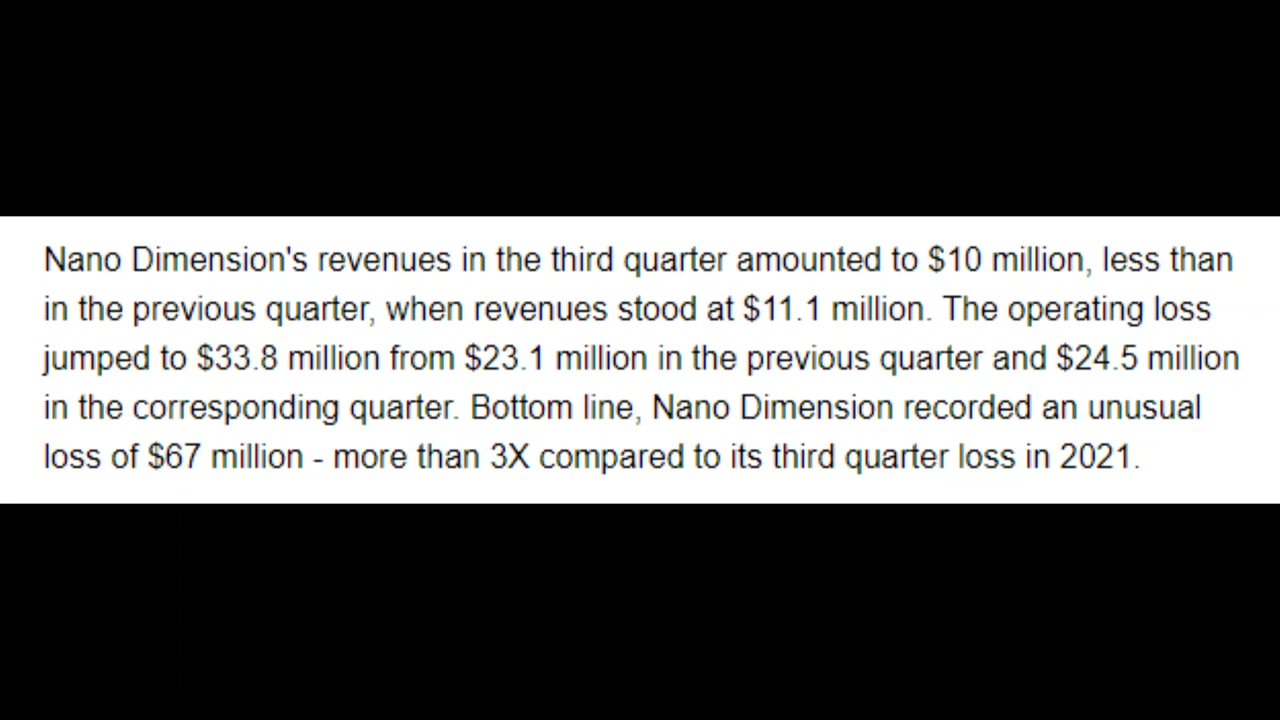 Nano Dimension's revenues in the third quarter amounted to $10 million, less than
in the previous quarter, when revenues stood at $11.1 million. The operating loss
jumped to $33.8 million from $23.1 million in the previous quarter and $24.5 million
in the corresponding quarter. Bottom line, Nano Dimension recorded an unusual
loss of $67 million - more than 3X compared to its third quarter loss in 2021.